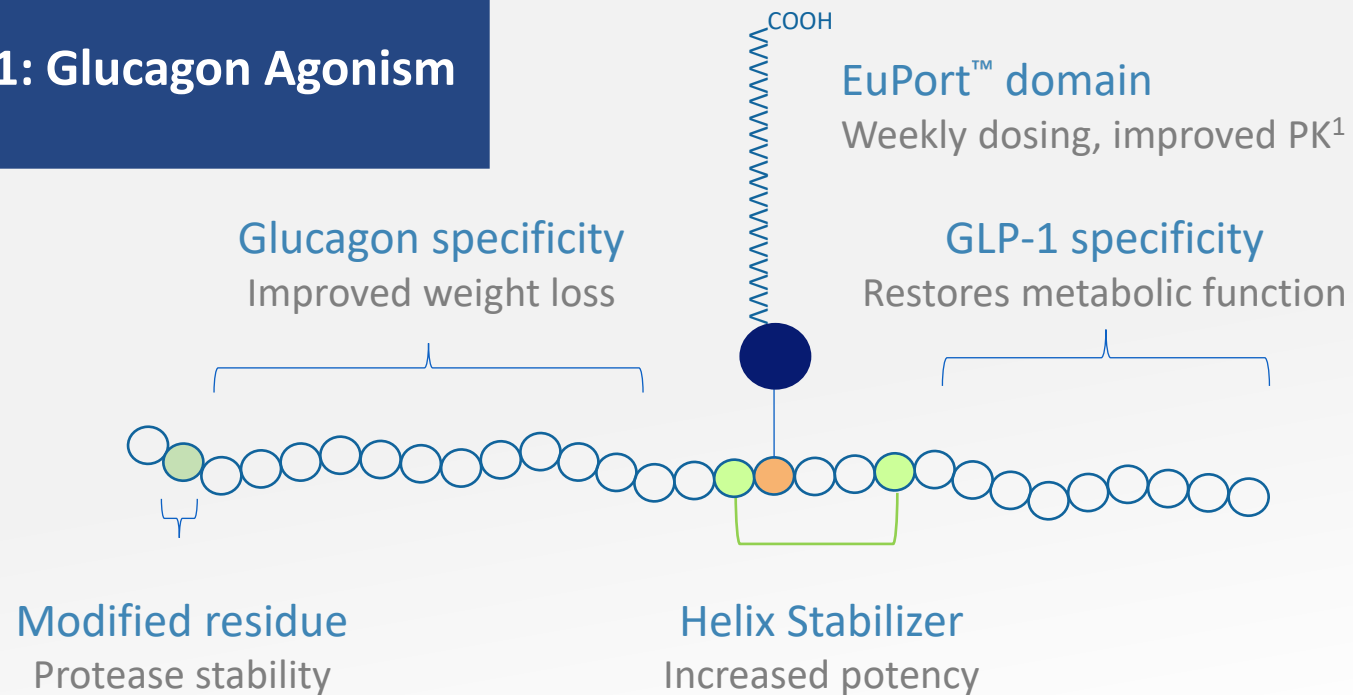 1: Glucagon Agonism
COOH
EuPort™ domain
Weekly dosing, improved PK¹
Glucagon specificity
Improved weight loss
GLP-1 specificity
Restores metabolic function
Modified residue
Protease stability
Helix Stabilizer
Increased potency